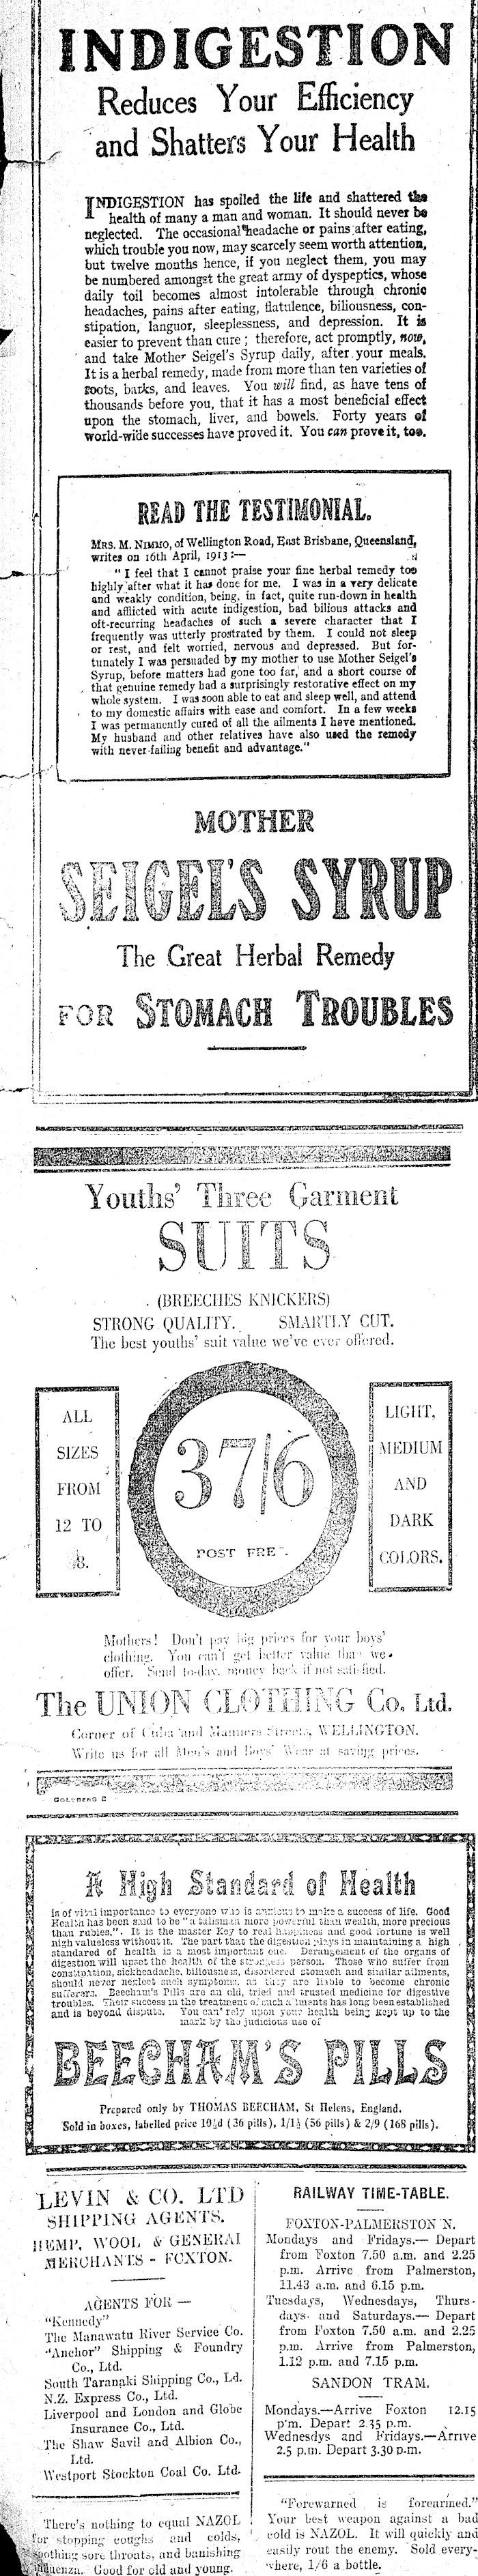 INDIGESTION
Reduces Your Efficiency
and Shatters Your Health
INDIGESTION has spoiled the life and shattered the
health of many a man and woman. It should never be
neglected. The occasional headache or pains after eating,
which trouble you now, may scarcely seem worth attention,
but twelve months hence, if you neglect them, you may
be numbered amongst the great army of dyspeptics, whose
daily toil becomes almost intolerable through chronic
headaches, pains after eating, flatulence, biliousness, con-
stipation, languor, sleeplessness, and depression. It is
easier to prevent than cure ; therefore, act promptly, now,
and take Mother Seigel's Syrup daily, after your meals.
It is a herbal remedy, made from more than ten varieties of
roots, barks, and leaves. You will find, as have tens of
thousands before you, that it has a most beneficial effect
upon the stomach, liver, and bowels. Forty years of
world-wide successes have proved it. You can prove it, too.
READ THE TESTIMONIAL.
MRS. M. NIMMO, of Wellington Road, East Brisbane, Queensland,
writes on 16th April, 1913 :—
" I feel that I cannot praise your fine herbal remedy too
highly after what it has done for me. I was in a very delicate
and weakly condition, being, in fact, quite run-down in health
and afflicted with acute indigestion, bad bilious attacks and
oft-recurring headaches of such a severe character that I
frequently was utterly prostrated by them. I could not sleep
or rest, and felt worried, nervous and depressed. But for-
tunately I was persuaded by my mother to use Mother Seigel's
Syrup, before matters had gone too far, and a short course of
that genuine remedy had a surprisingly restorative effect on my
whole system. I was soon able to eat and sleep well, and attend
to my domestic affairs with ease and comfort. In a few weeks
I was permanently cured of all the ailments I have mentioned.
My husband and other relatives have also used the remedy
with never-failing benefit and advantage."
MOTHER
SEIGEL'S SYRUP
The Great Herbal Remedy
FOR STOMACH TROUBLES
Youths' Three Garment
SUITS
(BREECHES KNICKERS)
STRONG QUALITY. SMARTLY CUT.
The best youths' suit value we've ever offered.
ALL
SIZES
FROM
12 TO
8.
37/6
POST FREE.
LIGHT,
MEDIUM
AND
DARK
COLORS.
Mothers! Don't pay big prices for your boys'
clothing. You can't get better value than we
offer. Send to-day, money back if not satisfied.
The UNION CLOTHING Co. Ltd.
Corner of Cuba and Manners Streets, WELLINGTON.
Write us for all Men's and Boys' Wear at saving prices.
GOLDBERG
A High Standard of Health
is of vital importance to everyone who is anxious to make a success of life. Good
Health has been said to be "a talisman more powerful than wealth, more precious
than rubies.". It is the master Key to real happiness and good fortune is well
nigh valueless without it. The part that the digestion plays in maintaining a high
standared of health is a most important one. Derangement of the organs of
digestion will upset the health of the strongest person. Those who suffer from
constipation, sick headache, biliousness, disordered stomach and similar ailments,
should never neglect such symptoms, as they are liable to become chronic
sufferers. Beecham's Pills are an old, tried and trusted medicine for digestive
troubles. Their success in the treatment of such ailments has long been established
and is beyond dispute. You can rely upon your health being kept up to the
mark by the judicious use of
BEECHAM'S PILLS
Prepared only by THOMAS BEECHAM, St Helens, England.
Sold in boxes, labelled price 10½d (36 pills), 1/1½ (56 pills) & 2/9 (168 pills).
LEVIN & CO. LTD
SHIPPING AGENTS.
HEMP, WOOL & GENERAL
MERCHANTS - FOXTON.
AGENTS FOR —
"Kennedy"
The Manawatu River Service Co.
"Anchor" Shipping & Foundry
Co., Ltd.
South Taranaki Shipping Co., Ld.
N.Z. Express Co., Ltd.
Liverpool and London and Globe
Insurance Co., Ltd.
The Shaw Savil and Albion Co.,
Ltd.
Westport Stockton Coal Co. Ltd.
There's nothing to equal NAZOL
for stopping coughs and colds,
soothing sore throats, and banishing
influenza. Good for old and young.
RAILWAY TIME-TABLE.
FOXTON-PALMERSTON N.
Mondays and Fridays.— Depart
from Foxton 7.50 a.m. and 2.25
p.m. Arrive from Palmerston,
11.43 a.m. and 6.15 p.m.
Tuesdays, Wednesdays, Thurs-
days and Saturdays.— Depart
from Foxton 7.50 a.m. and 2.25
p.m. Arrive from Palmerston,
1.12 p.m. and 7.15 p.m.
SANDON TRAM.
Mondays.—Arrive Foxton 12.15
p'm. Depart 2.35 p.m.
Wednesdys and Fridays.—Arrive
2.5 p.m. Depart 3.30 p.m.
"Forewarned is forearmed."
Your best weapon against a bad
cold is NAZOL. It will quickly and
easily rout the enemy. Sold every-
where, 1/6 a bottle.